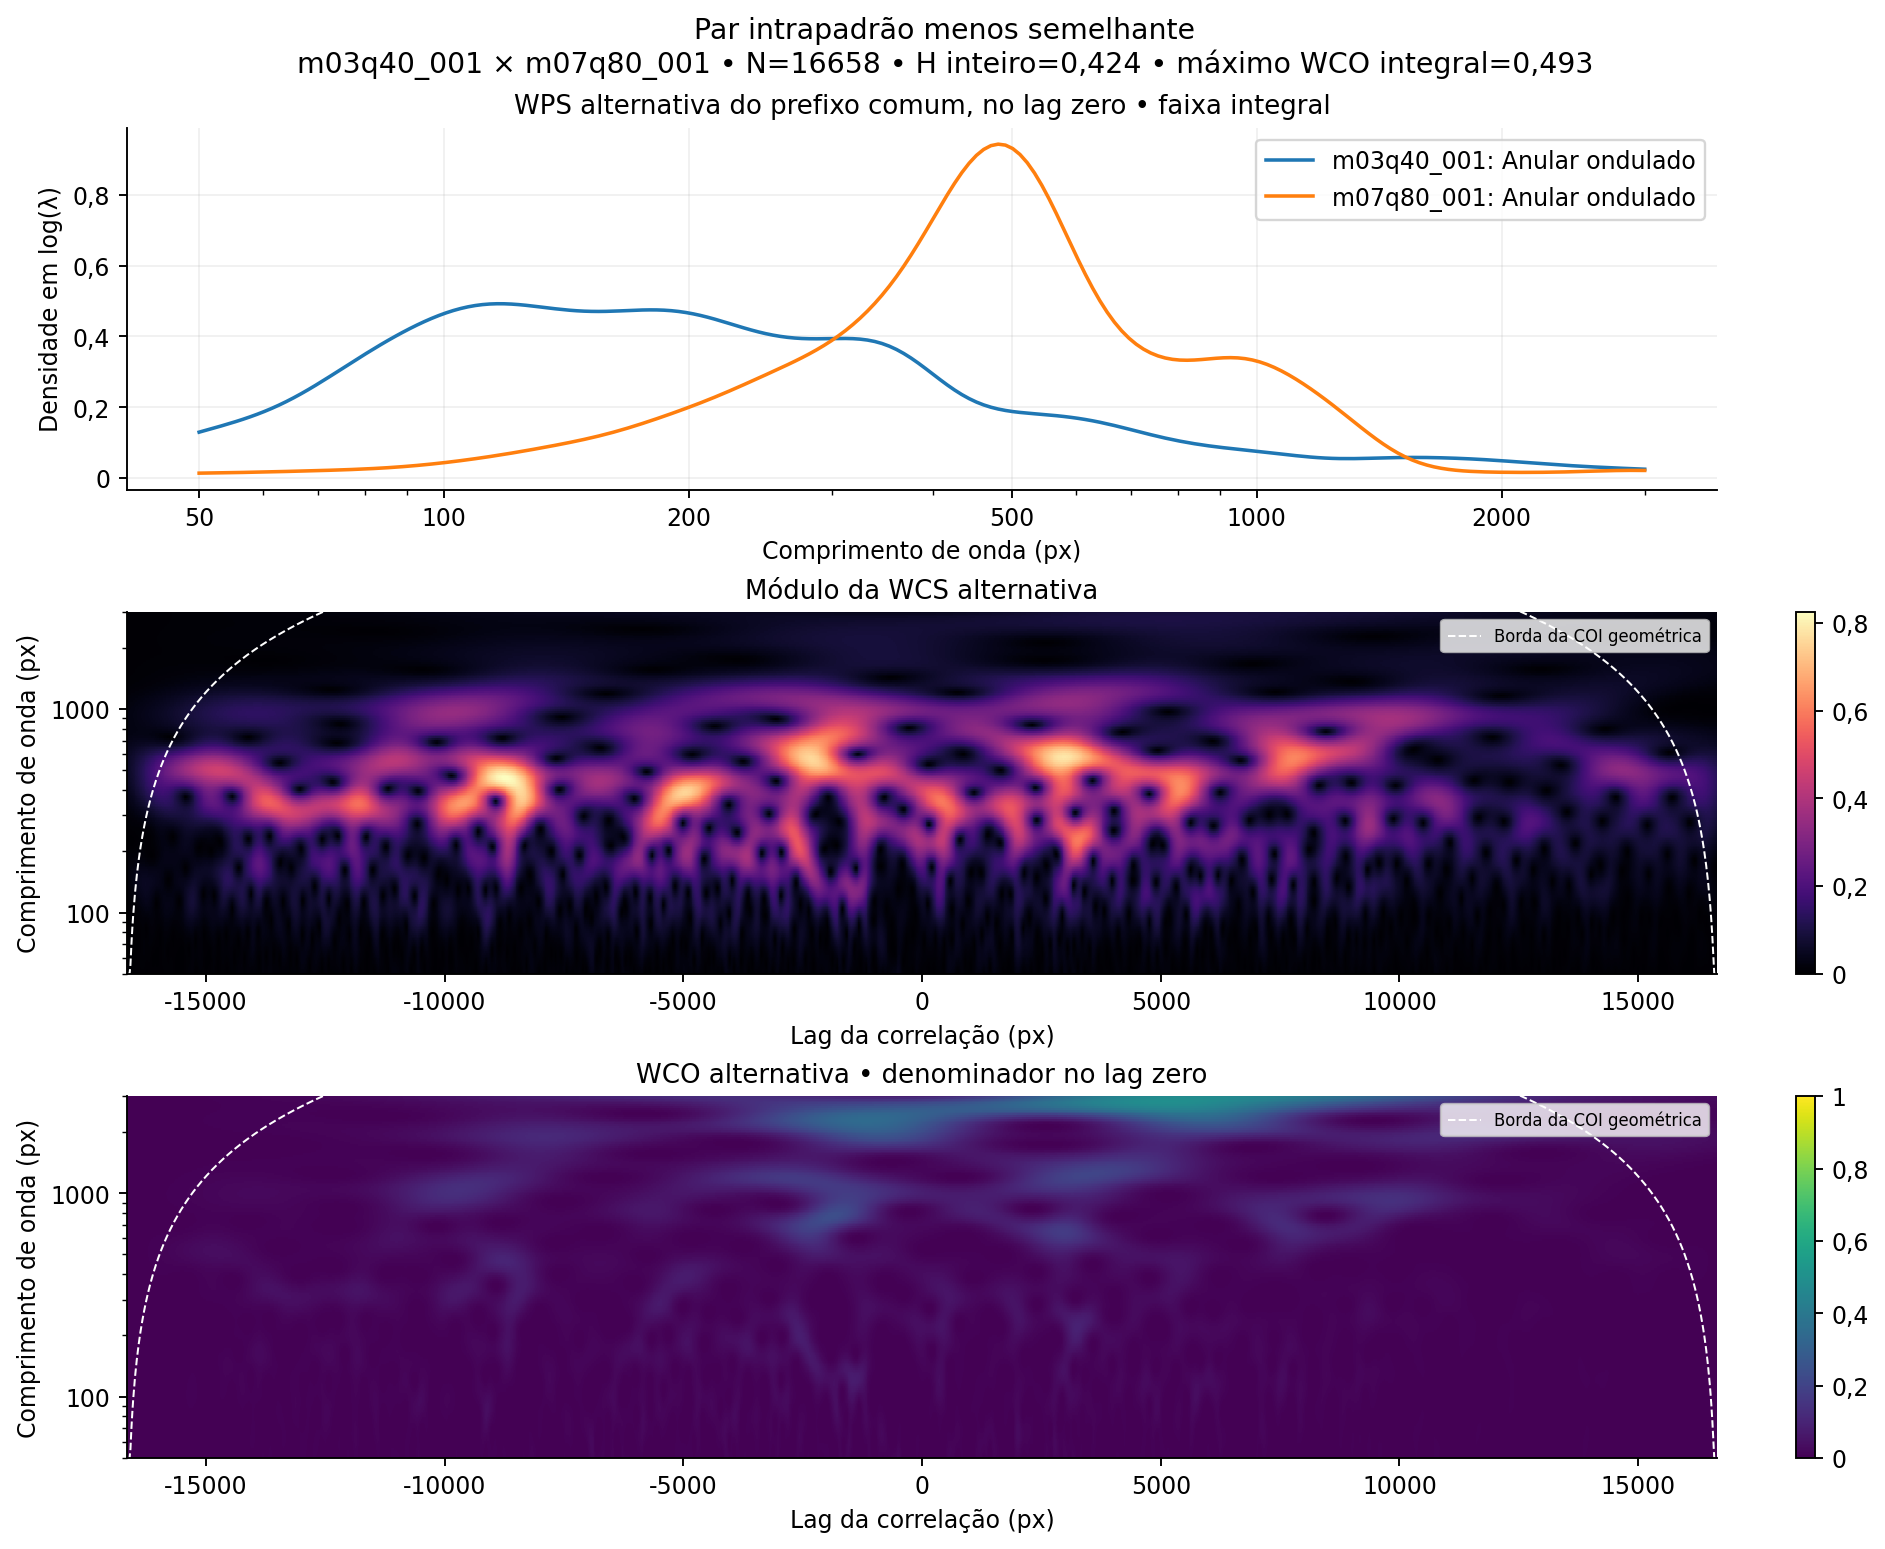 Par intrapadrão menos semelhante
m03q40_001 × m07q80_001 • N=16658 • H inteiro=0,424 • máximo WCO integral=0,493
WPS alternativa do prefixo comum, no lag zero • faixa integral
Densidade em log(λ)
0,8
0,6
0,4
0,2
0
m03q40_001: Anular ondulado
m07q80_001: Anular ondulado
50 100 200 500 1000 2000
Comprimento de onda (px)
Módulo da WCS alternativa
Comprimento de onda (px)
1000
100
Borda da COI geométrica
0,8
0,6
0,4
0,2
0
-15000 -10000 -5000 0 5000 10000 15000
Lag da correlação (px)
WCO alternativa • denominador no lag zero
Comprimento de onda (px)
1000
100
Borda da COI geométrica
1
0,8
0,6
0,4
0,2
0
-15000 -10000 -5000 0 5000 10000 15000
Lag da correlação (px)